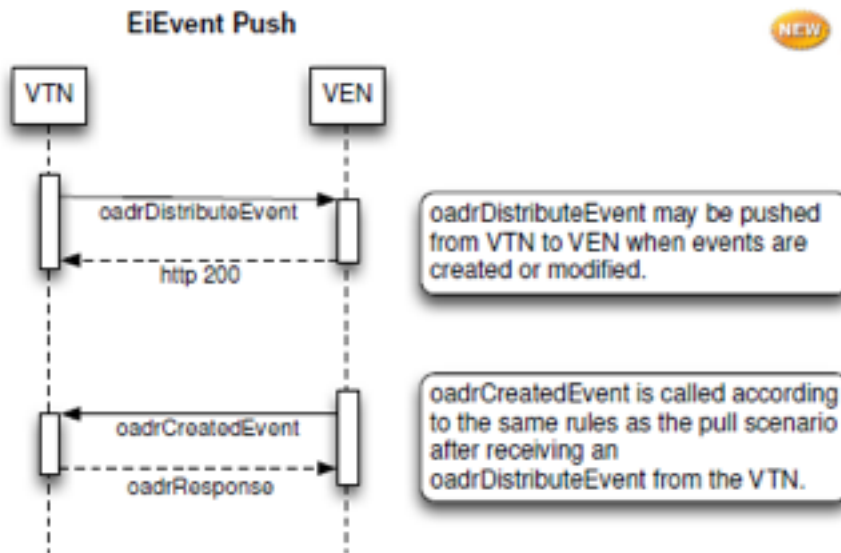 EiEvent Push
NEW
VTN
VEN
oadrDistributeEvent
http 200
oadrDistributeEvent may be pushed
from VTN to VEN when events are
created or modified.
oadrCreatedEvent
oadrResponse
oadrCreatedEvent is called according
to the same rules as the pull scenario
after receiving an
oadrDistributeEvent from the VTN.